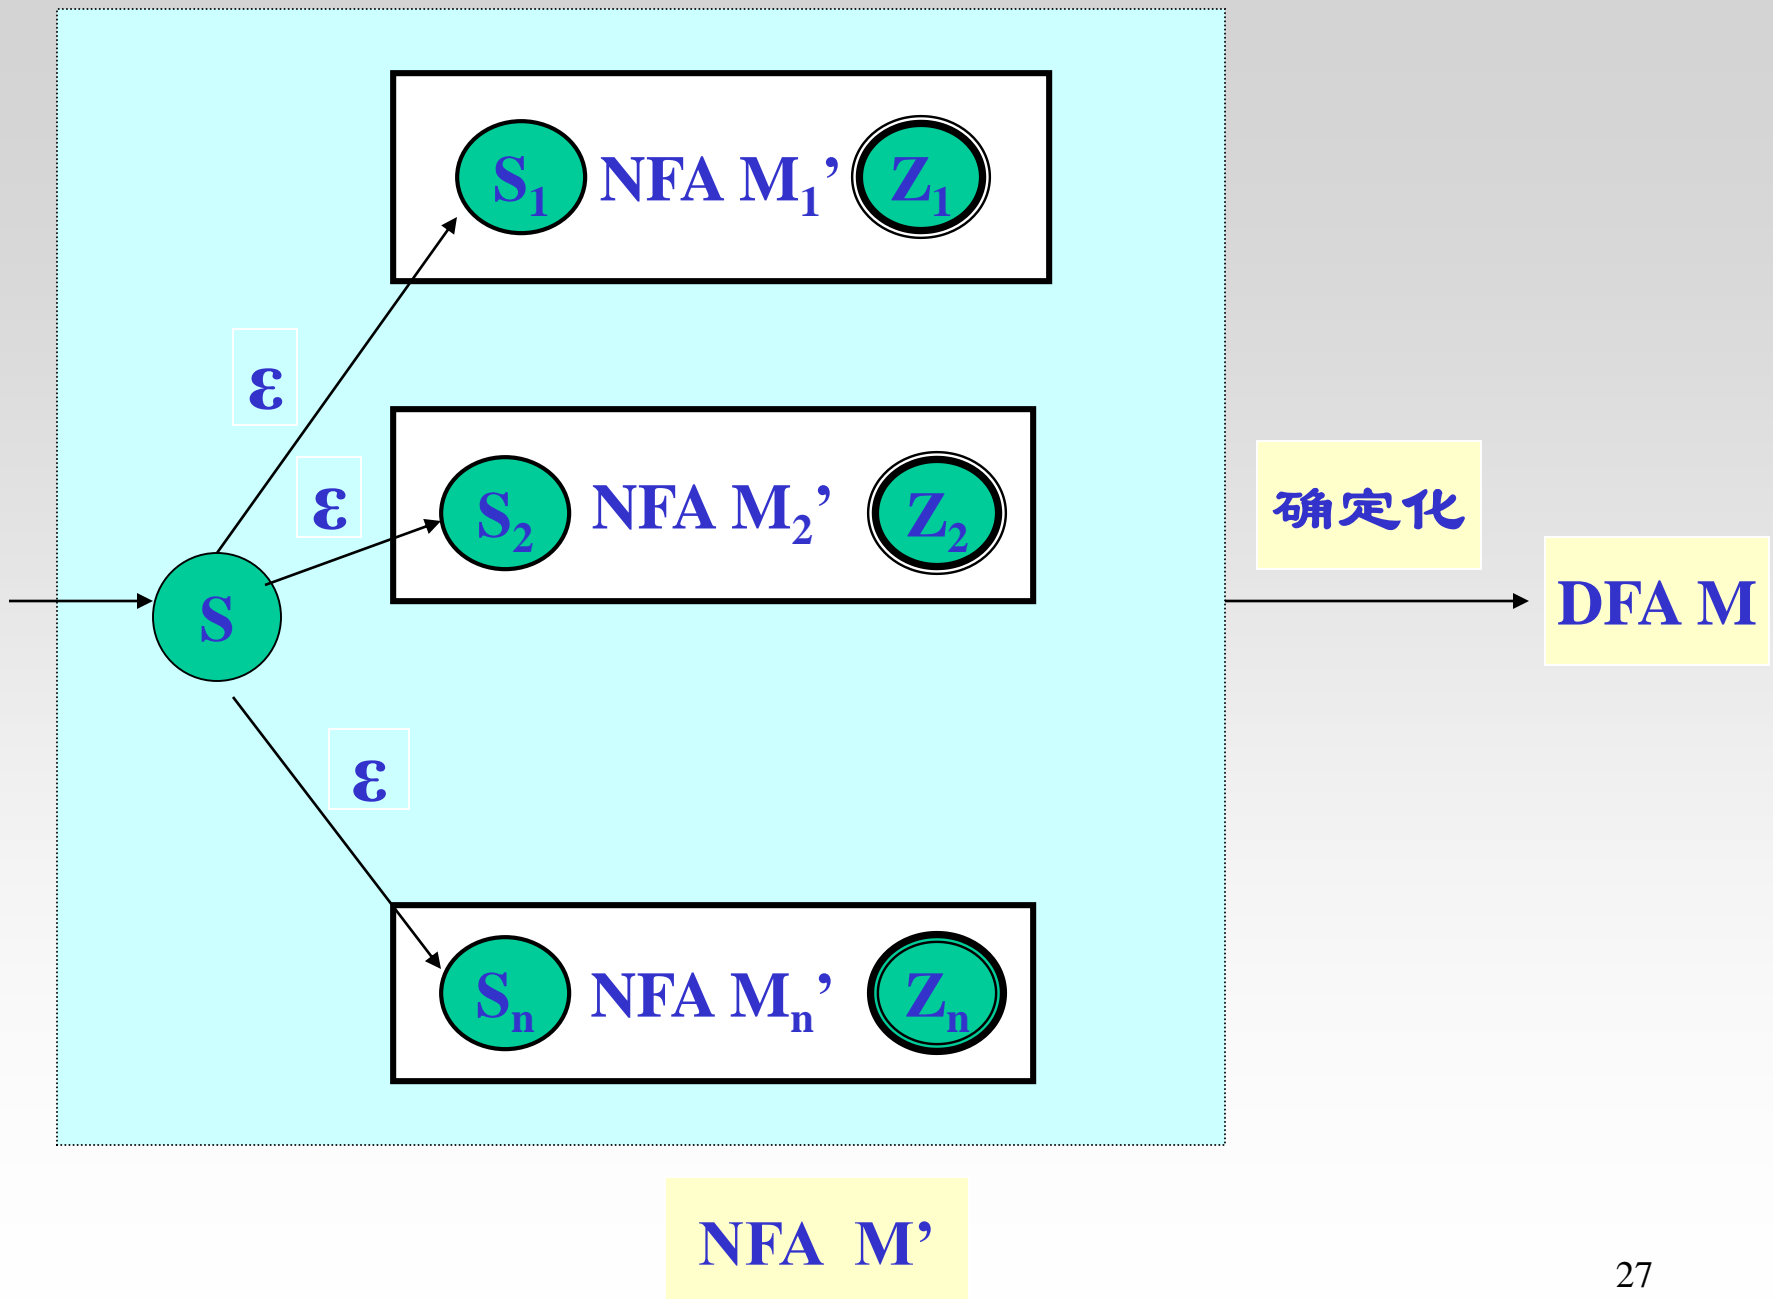 S₁ NFA M₁’ Z₁
ε
ε
S₂ NFA M₂’ Z₂
确定化
S
DFA M
ε
Sₙ NFA Mₙ’ Zₙ
NFA M’
27